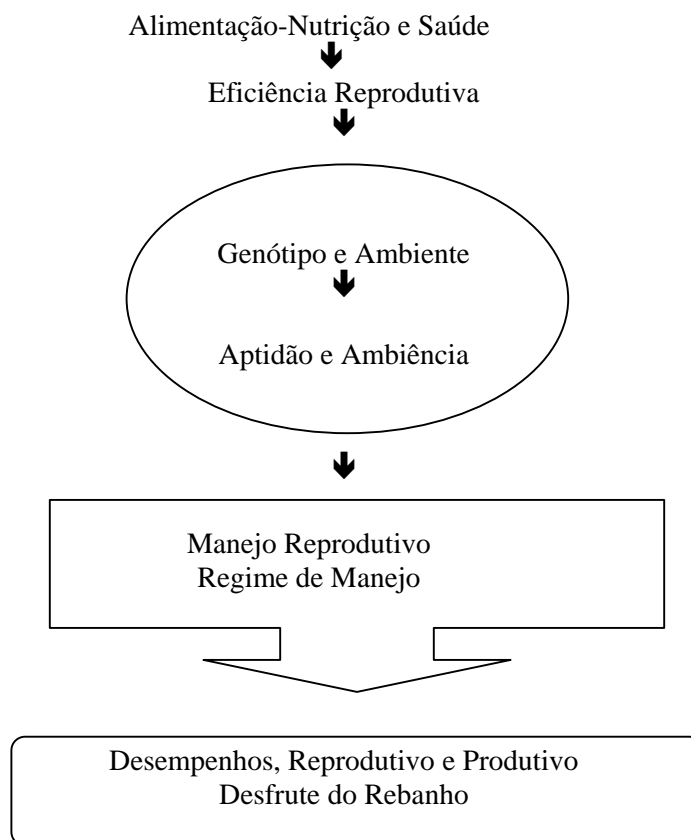 Alimentação-Nutrição e Saúde
Eficiência Reprodutiva
Genótipo e Ambiente
Aptidão e Ambiência
Manejo Reprodutivo
Regime de Manejo
Desempenhos, Reprodutivo e Produtivo
Desfrute do Rebanho